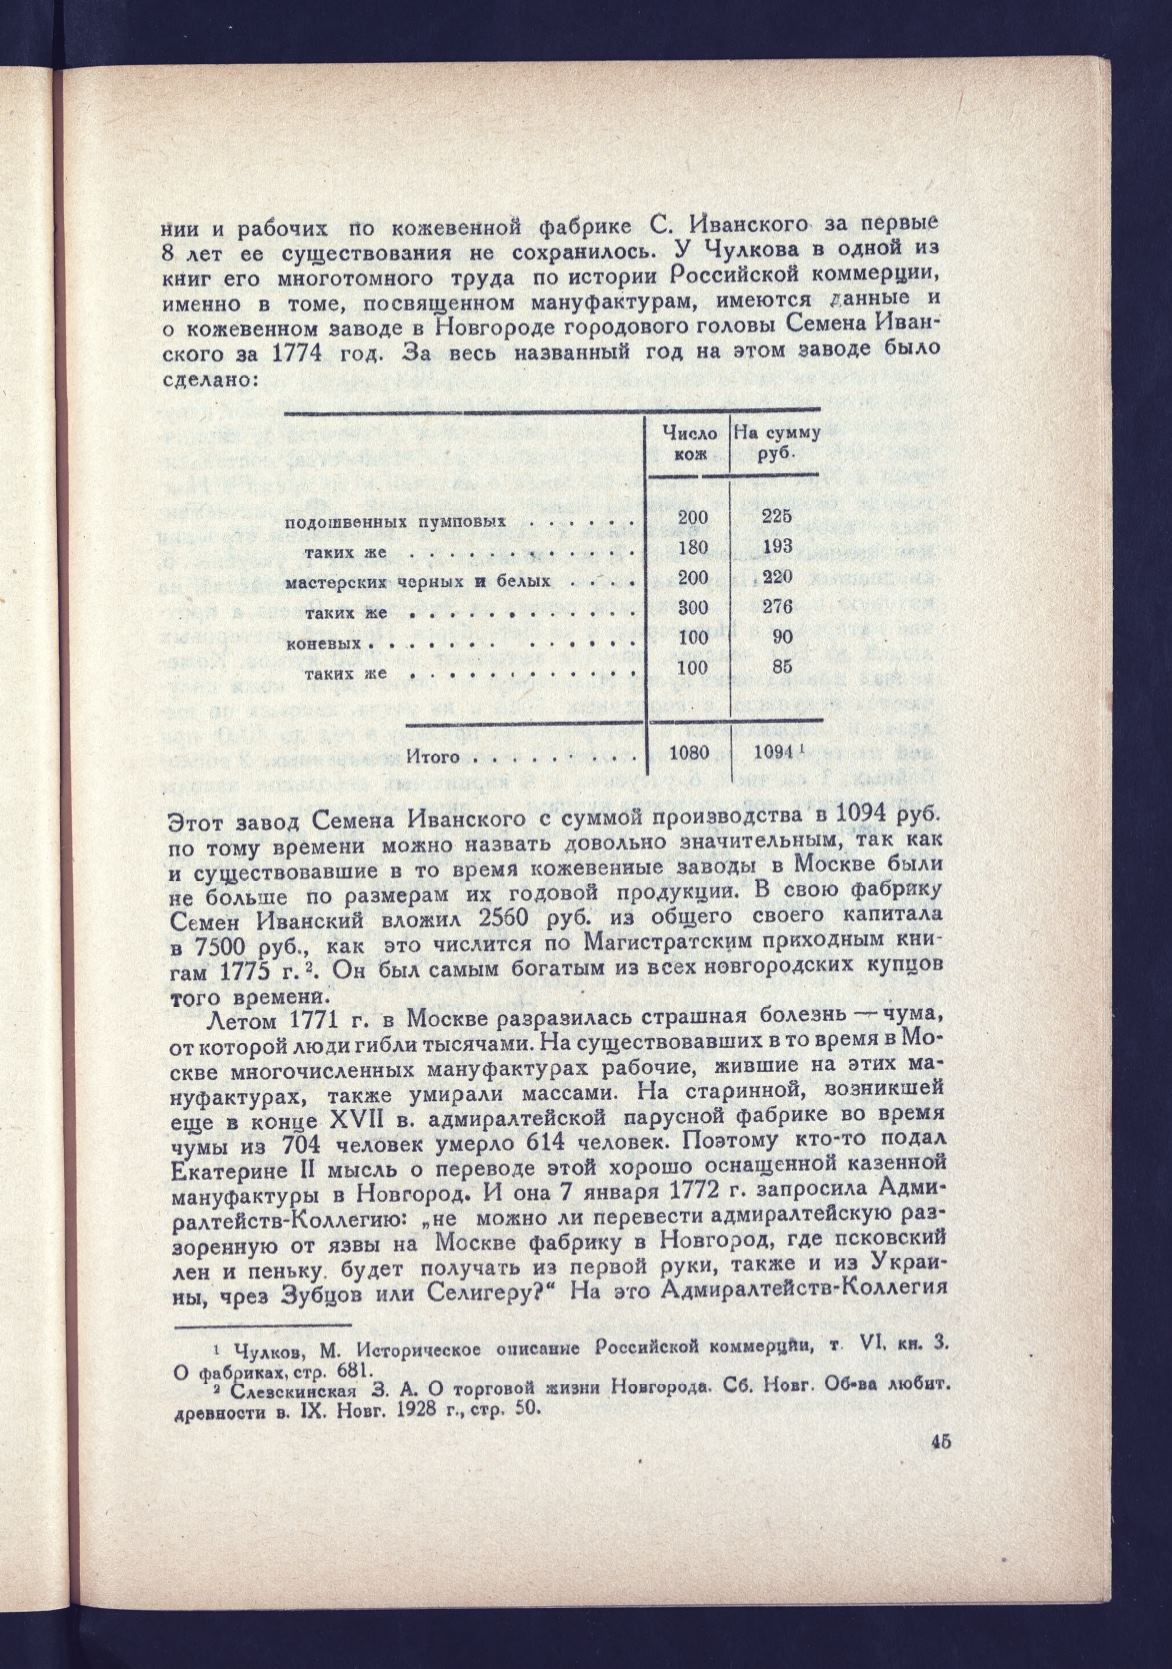 нии и рабочих по кожевенной фабрике С. Иванского за первые
8 лет ее существования не сохранилось. У Чулкова в одной из
книг его многотомного труда по истории Российской коммерции,
именно в томе, посвященном мануфактурам, имеются данные и
о кожевенном заводе в Новгороде городового головы Семена Иван-
ского за 1774 год. За весь названный год на этом заводе было
сделано:
Число кож | На сумму руб.
подошвенных пумповых . . . . . . 200 225
таких же . . . . . . . . . . . . 180 193
мастерских черных и белых . . . . 200 220
таких же . . . . . . . . . . . . 300 276
коневых . . . . . . . . . . . . . 100 90
таких же . . . . . . . . . . . . 100 85
Итого . . . . . . . . . 1080 1094 ¹
Этот завод Семена Иванского с суммой производства в 1094 руб.
по тому времени можно назвать довольно значительным, так как
и существовавшие в то время кожевенные заводы в Москве были
не больше по размерам их годовой продукции. В свою фабрику
Семен Иванский вложил 2560 руб. из общего своего капитала
в 7500 руб., как это числится по Магистратским приходным кни-
гам 1775 г. ². Он был самым богатым из всех новгородских купцов
того времени.
Летом 1771 г. в Москве разразилась страшная болезнь — чума,
от которой люди гибли тысячами. На существовавших в то время в Мо-
скве многочисленных мануфактурах рабочие, жившие на этих ма-
нуфактурах, также умирали массами. На старинной, возникшей
еще в конце XVII в. адмиралтейской парусной фабрике во время
чумы из 704 человек умерло 614 человек. Поэтому кто-то подал
Екатерине II мысль о переводе этой хорошо оснащенной казенной
мануфактуры в Новгород. И она 7 января 1772 г. запросила Адми-
ралтейств-Коллегию: „не можно ли перевести адмиралтейскую раз-
зоренную от язвы на Москве фабрику в Новгород, где псковский
лен и пеньку. будет получать из первой руки, также и из Украи-
ны, чрез Зубцов или Селигеру?“ На это Адмиралтейств-Коллегия
¹ Чулков, М. Историческое описание Российской коммерции, т. VI, кн. 3.
О фабриках, стр. 681.
² Слезскинская З. А. О торговой жизни Новгорода. Сб. Новг. Об-ва любит.
древности в. IX. Новг. 1928 г., стр. 50.
45